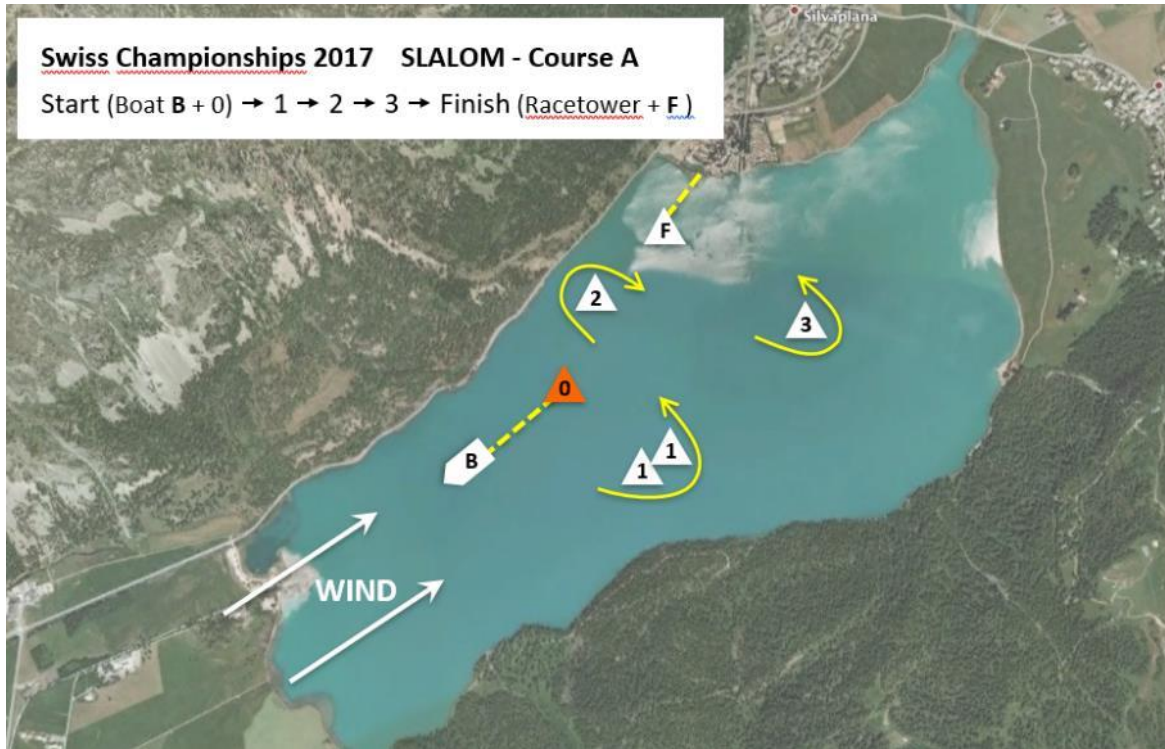 Silvaplana
Swiss Championships 2017 SLALOM - Course A
Start (Boat B + 0) → 1 → 2 → 3 → Finish (Racetower + F )
F
2
3
0
1
B
1
WIND